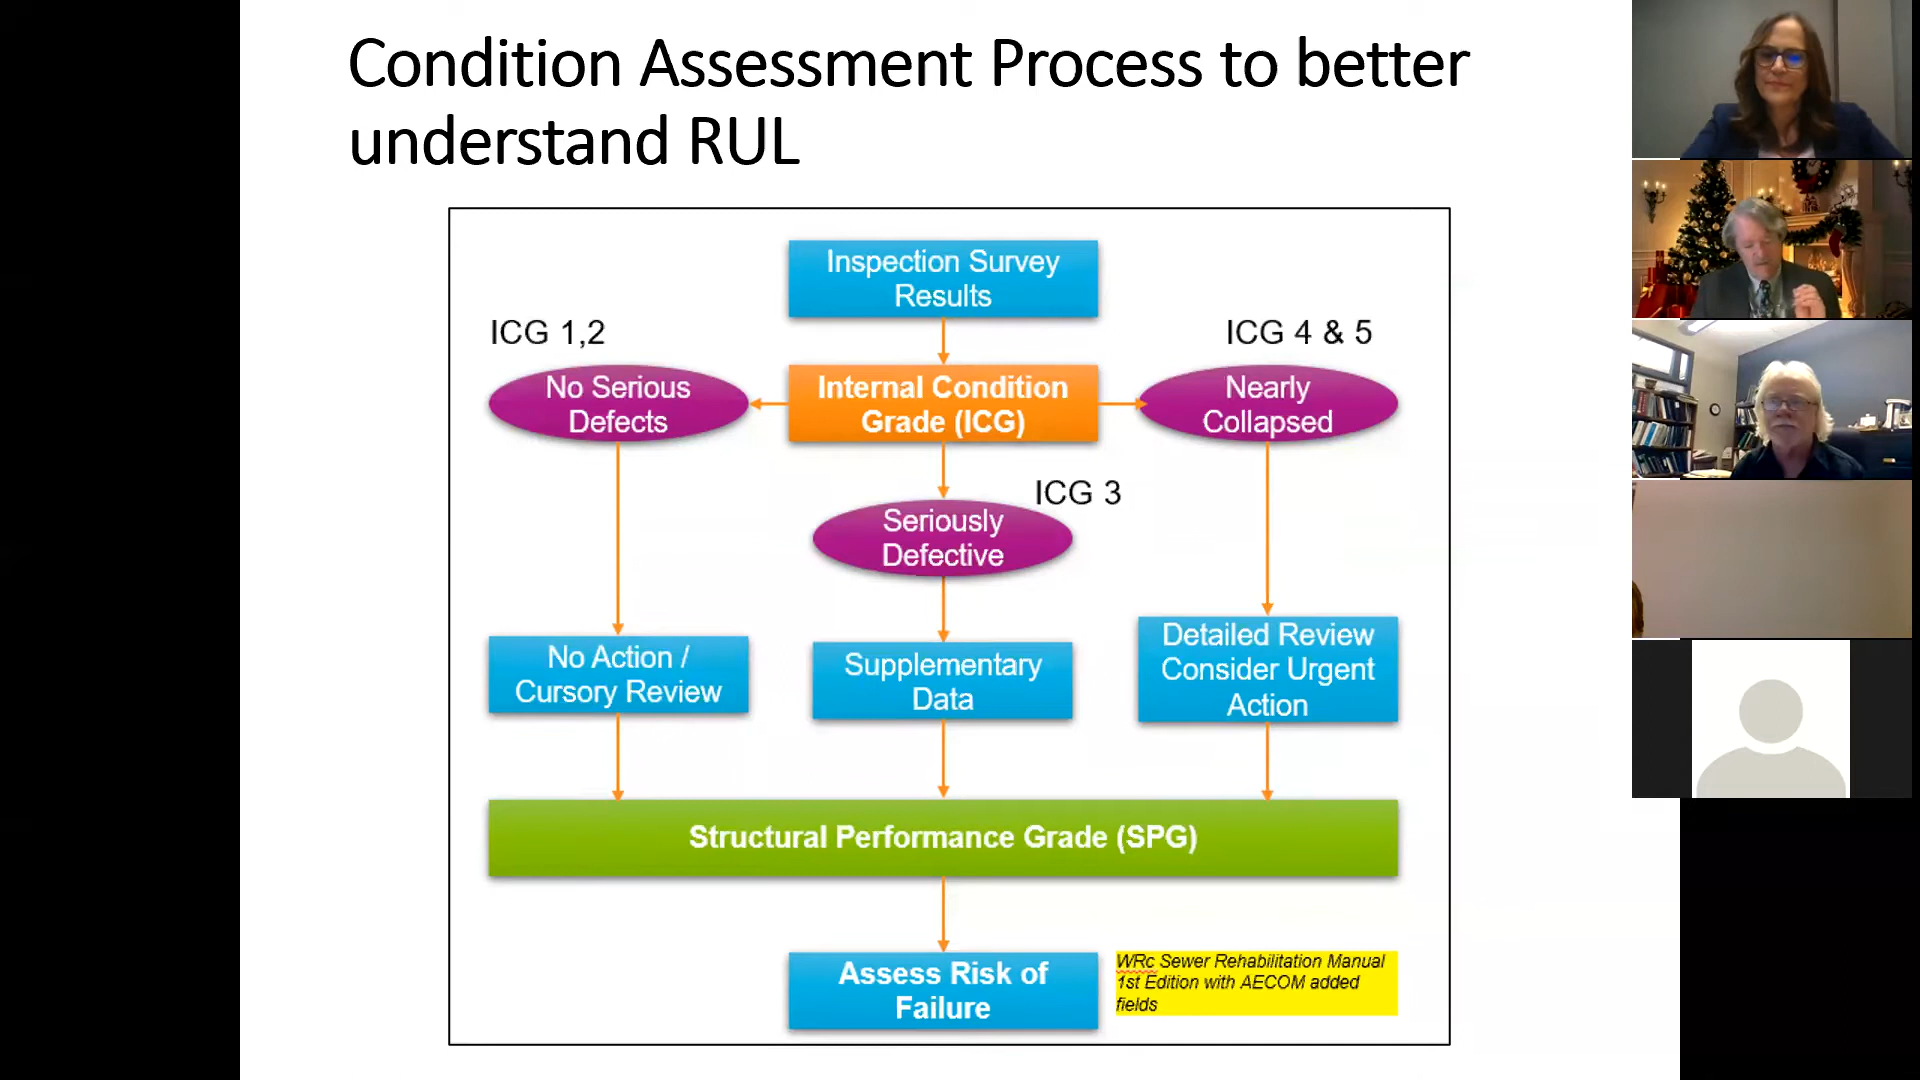 Condition Assessment Process to better
understand RUL
Inspection Survey
Results
ICG 1,2
ICG 4 & 5
No Serious
Defects
Internal Condition
Grade (ICG)
Nearly
Collapsed
ICG 3
Seriously
Defective
No Action /
Cursory Review
Supplementary
Data
Detailed Review
Consider Urgent
Action
Structural Performance Grade (SPG)
Assess Risk of
Failure
WRc Sewer Rehabilitation Manual
1st Edition with AECOM added
fields